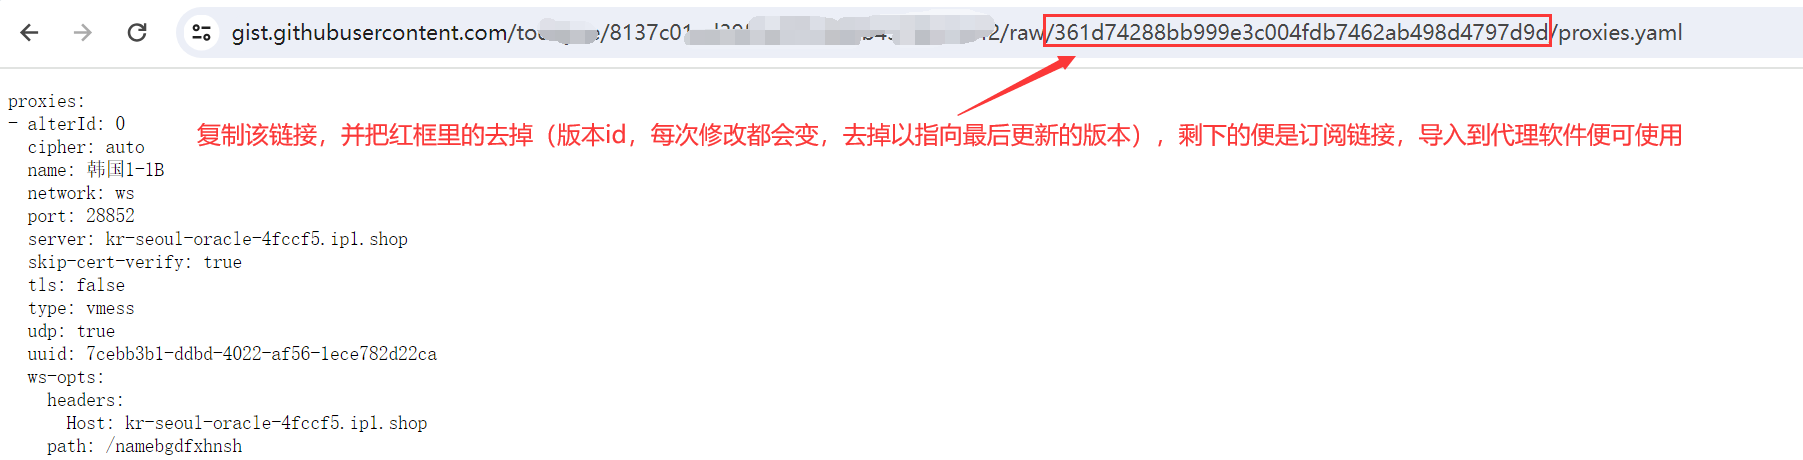 gist.githubusercontent.com/ /8137c01 /raw/361d74288bb999e3c004fdb7462ab498d4797d9d/proxies.yaml
proxies:
- alterId: 0
复制该链接，并把红框里的去掉（版本id，每次修改都会变，去掉以指向最后更新的版本），剩下的便是订阅链接，导入到代理软件便可使用
cipher: auto
name: 韩国1-1B
network: ws
port: 28852
server: kr-seoul-oracle-4fccf5.ipl.shop
skip-cert-verify: true
tls: false
type: vmess
udp: true
uuid: 7cebb3b1-ddbd-4022-af56-1ece782d22ca
ws-opts:
headers:
Host: kr-seoul-oracle-4fccf5.ipl.shop
path: /namebgdfxhnsh